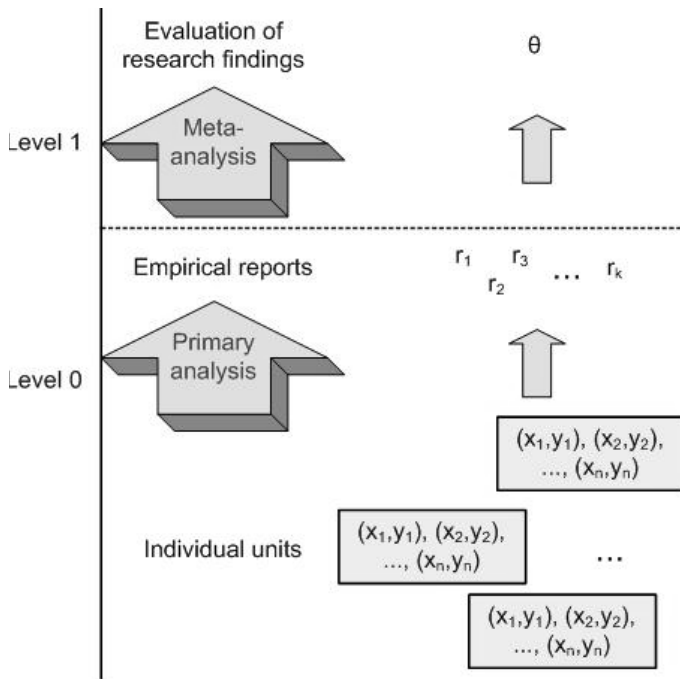 Evaluation of
research findings
θ
Level 1
Meta-
analysis
Empirical reports
r₁ r₃
r₂ ... rₖ
Level 0
Primary
analysis
(x₁,y₁), (x₂,y₂),
..., (xₙ,yₙ)
Individual units
(x₁,y₁), (x₂,y₂),
..., (xₙ,yₙ)
...
(x₁,y₁), (x₂,y₂),
..., (xₙ,yₙ)